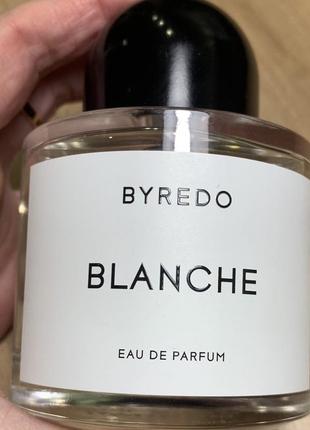 BYREDO
BLANCHE
EAU DE PARFUM